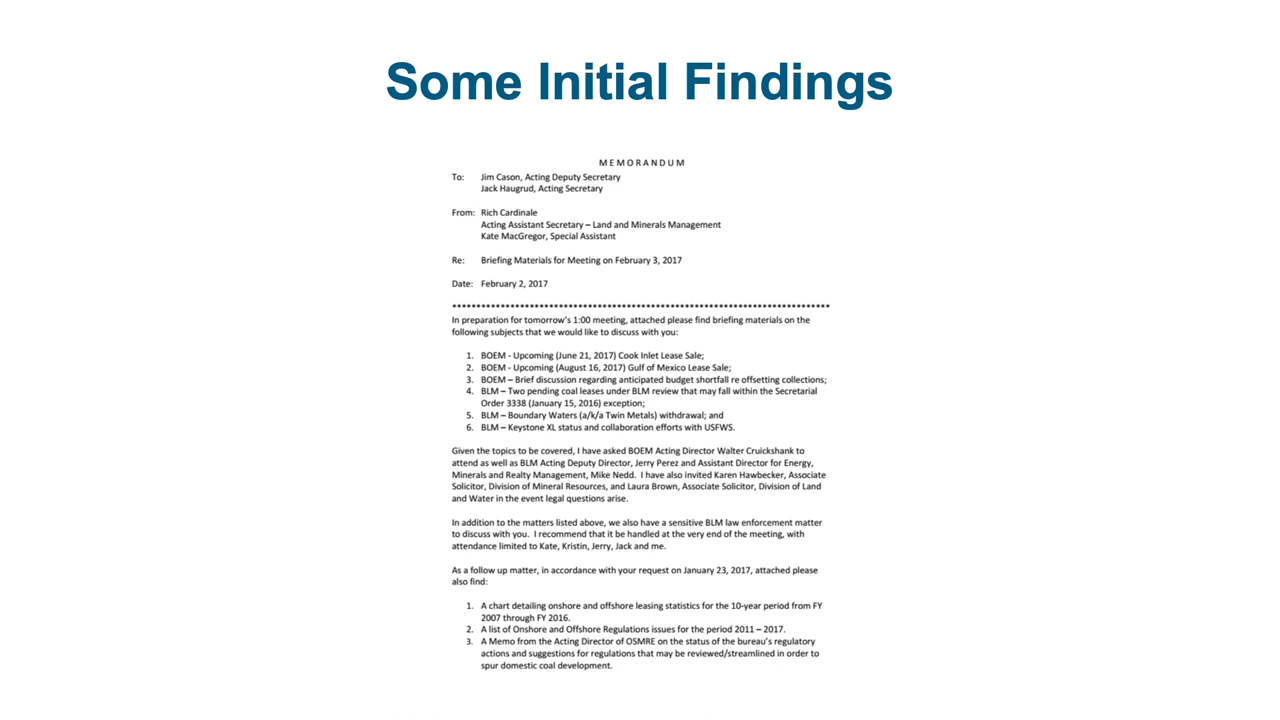 Some Initial Findings
MEMORANDUM
To: Jim Cason, Acting Deputy Secretary
Jack Haugrud, Acting Secretary
From: Rich Cardinale
Acting Assistant Secretary – Land and Minerals Management
Kate MacGregor, Special Assistant
Re: Briefing Materials for Meeting on February 3, 2017
Date: February 2, 2017
******************************************************************************
In preparation for tomorrow's 1:00 meeting, attached please find briefing materials on the
following subjects that we would like to discuss with you:
1. BOEM - Upcoming (June 21, 2017) Cook Inlet Lease Sale;
2. BOEM - Upcoming (August 16, 2017) Gulf of Mexico Lease Sale;
3. BOEM – Brief discussion regarding anticipated budget shortfall re offsetting collections;
4. BLM – Two pending coal leases under BLM review that may fall within the Secretarial
Order 3338 (January 15, 2016) exception;
5. BLM – Boundary Waters (a/k/a Twin Metals) withdrawal; and
6. BLM – Keystone XL status and collaboration efforts with USFWS.
Given the topics to be covered, I have asked BOEM Acting Director Walter Cruickshank to
attend as well as BLM Acting Deputy Director, Jerry Perez and Assistant Director for Energy,
Minerals and Realty Management, Mike Nedd. I have also invited Karen Hawbecker, Associate
Solicitor, Division of Mineral Resources, and Laura Brown, Associate Solicitor, Division of Land
and Water in the event legal questions arise.
In addition to the matters listed above, we also have a sensitive BLM law enforcement matter
to discuss with you. I recommend that it be handled at the very end of the meeting, with
attendance limited to Kate, Kristin, Jerry, Jack and me.
As a follow up matter, in accordance with your request on January 23, 2017, attached please
also find:
1. A chart detailing onshore and offshore leasing statistics for the 10-year period from FY
2007 through FY 2016.
2. A list of Onshore and Offshore Regulations issues for the period 2011 – 2017.
3. A Memo from the Acting Director of OSMRE on the status of the bureau's regulatory
actions and suggestions for regulations that may be reviewed/streamlined in order to
spur domestic coal development.